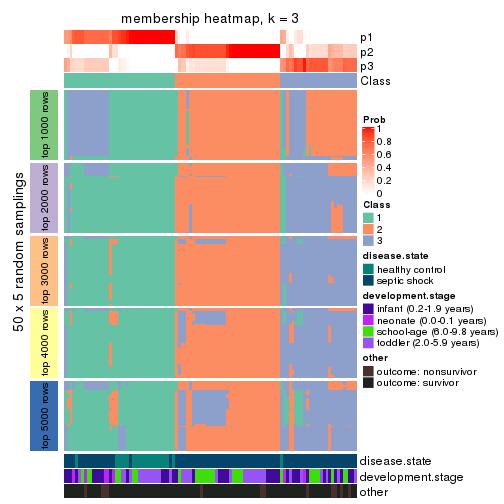 membership heatmap, k = 3
p1
p2
p3
Class
50 x 5 random samplings
top 1000 rows
top 2000 rows
top 3000 rows
top 4000 rows
top 5000 rows
Prob
1
0.8
0.6
0.4
0.2
0
Class
1
2
3
disease.state
healthy control
septic shock
development.stage
infant (0.2-1.9 years)
neonate (0.0-0.1 years)
school-age (6.0-9.8 years)
toddler (2.0-5.9 years)
other
outcome: nonsurvivor
outcome: survivor
disease.state
development.stage
other